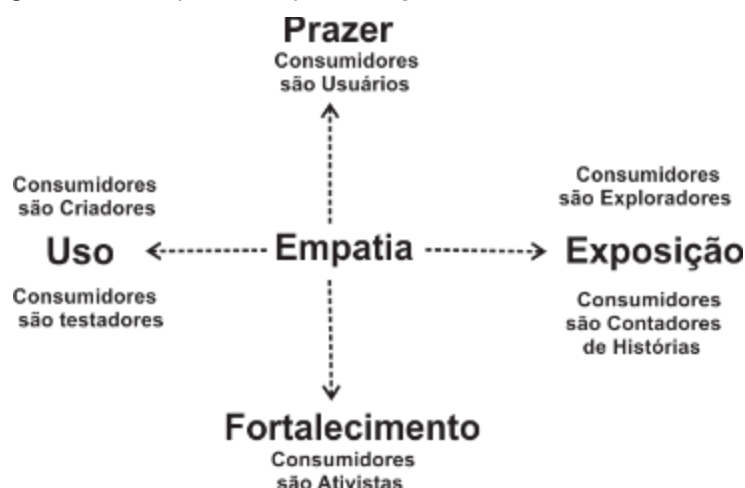 Prazer
Consumidores
são Usuários
Consumidores
são Criadores
Uso
Consumidores
são testadores
Empatia
Consumidores
são Exploradores
Exposição
Consumidores
são Contadores
de Histórias
Fortalecimento
Consumidores
são Ativistas